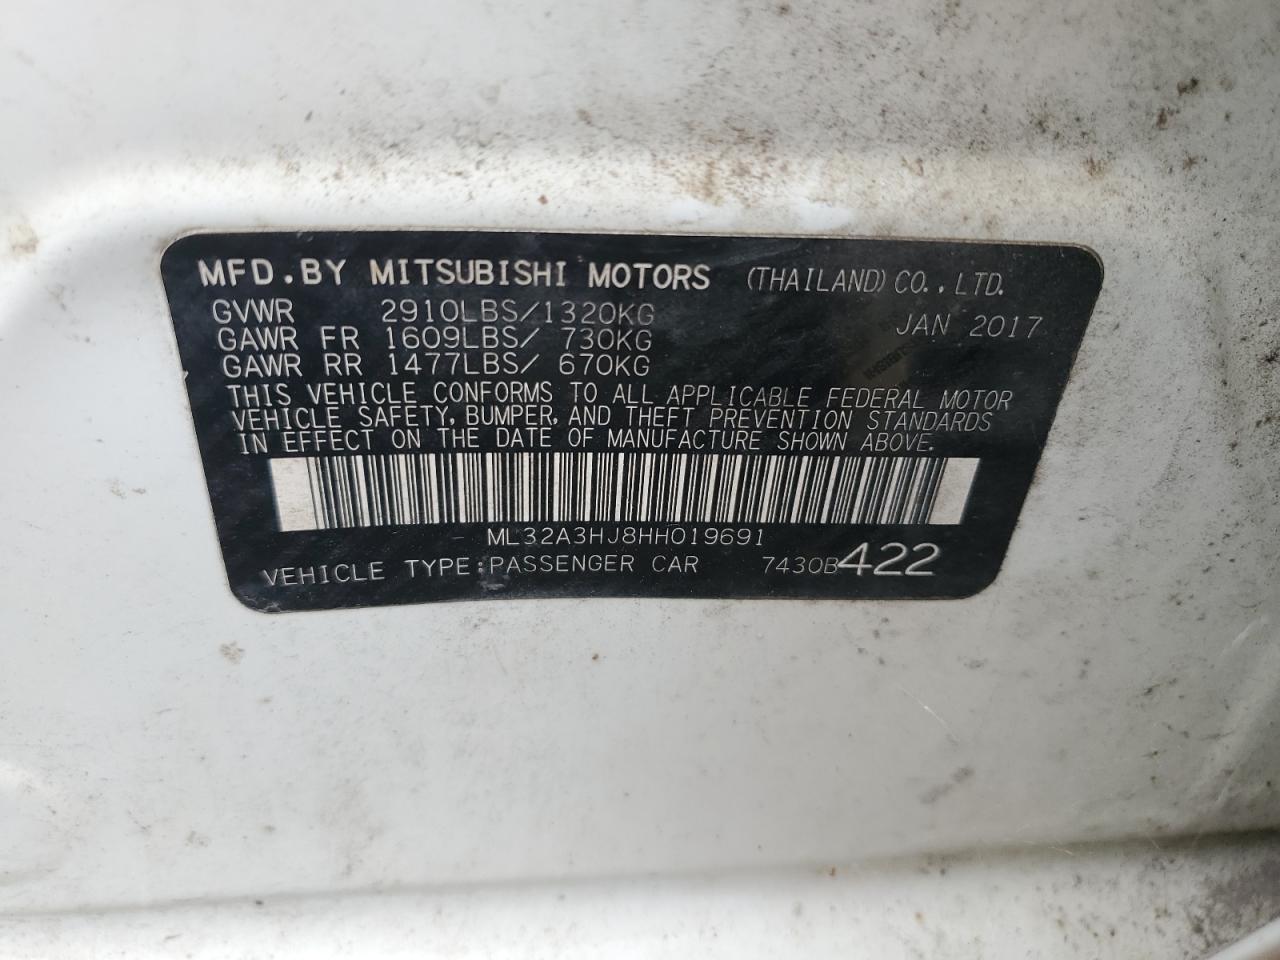 MFD. BY MITSUBISHI MOTORS (THAILAND) CO., LTD.
GVWR 2910LBS/1320KG JAN 2017
GAWR FR 1609LBS/ 730KG
GAWR RR 1477LBS/ 670KG
THIS VEHICLE CONFORMS TO ALL APPLICABLE FEDERAL MOTOR
VEHICLE SAFETY, BUMPER, AND THEFT PREVENTION STANDARDS
IN EFFECT ON THE DATE OF MANUFACTURE SHOWN ABOVE.
ML32A3HJ8HH019691
VEHICLE TYPE:PASSENGER CAR 7430B422